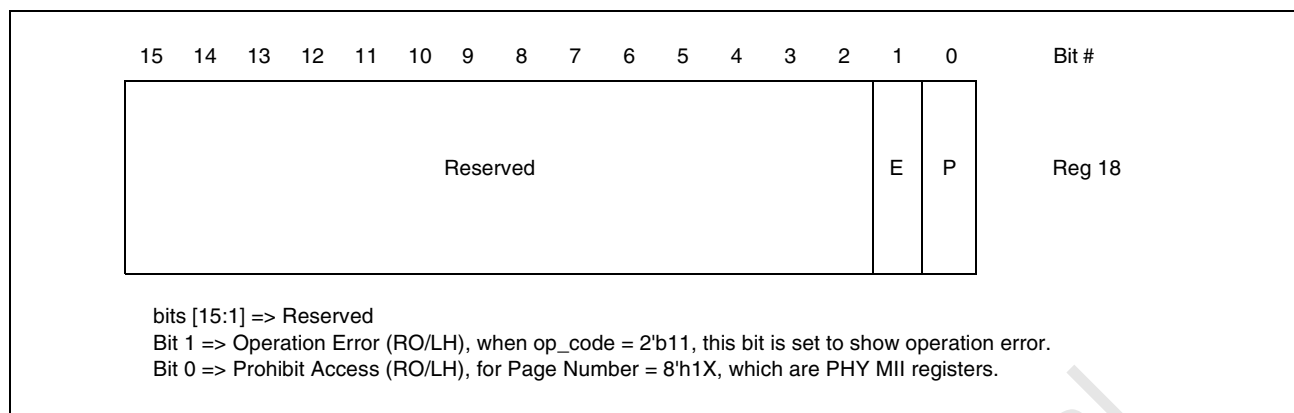 15 14 13 12 11 10 9 8 7 6 5 4 3 2 1 0 Bit #
Reserved E P Reg 18
bits [15:1] => Reserved
Bit 1 => Operation Error (RO/LH), when op_code = 2'b11, this bit is set to show operation error.
Bit 0 => Prohibit Access (RO/LH), for Page Number = 8'h1X, which are PHY MII registers.